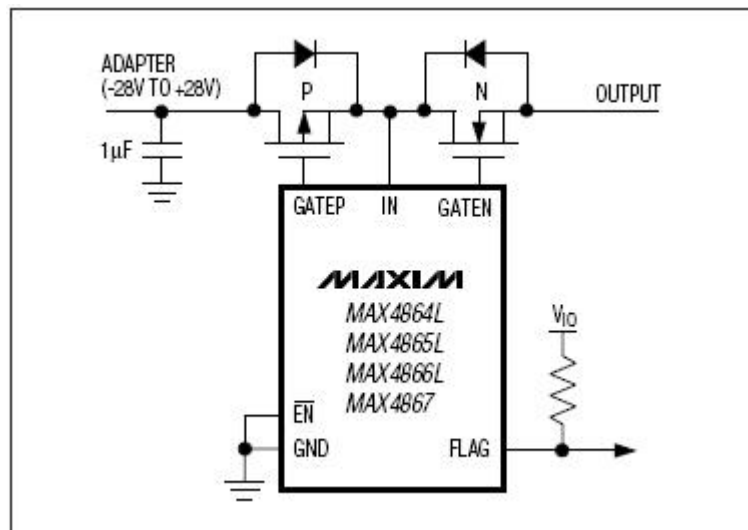 ADAPTER
(-28V TO +28V)
P
N
OUTPUT
1µF
GATEP IN GATEN
MAXIM
MAX4864L
MAX4865L
MAX4866L
MAX4867
VIO
EN
GND
FLAG